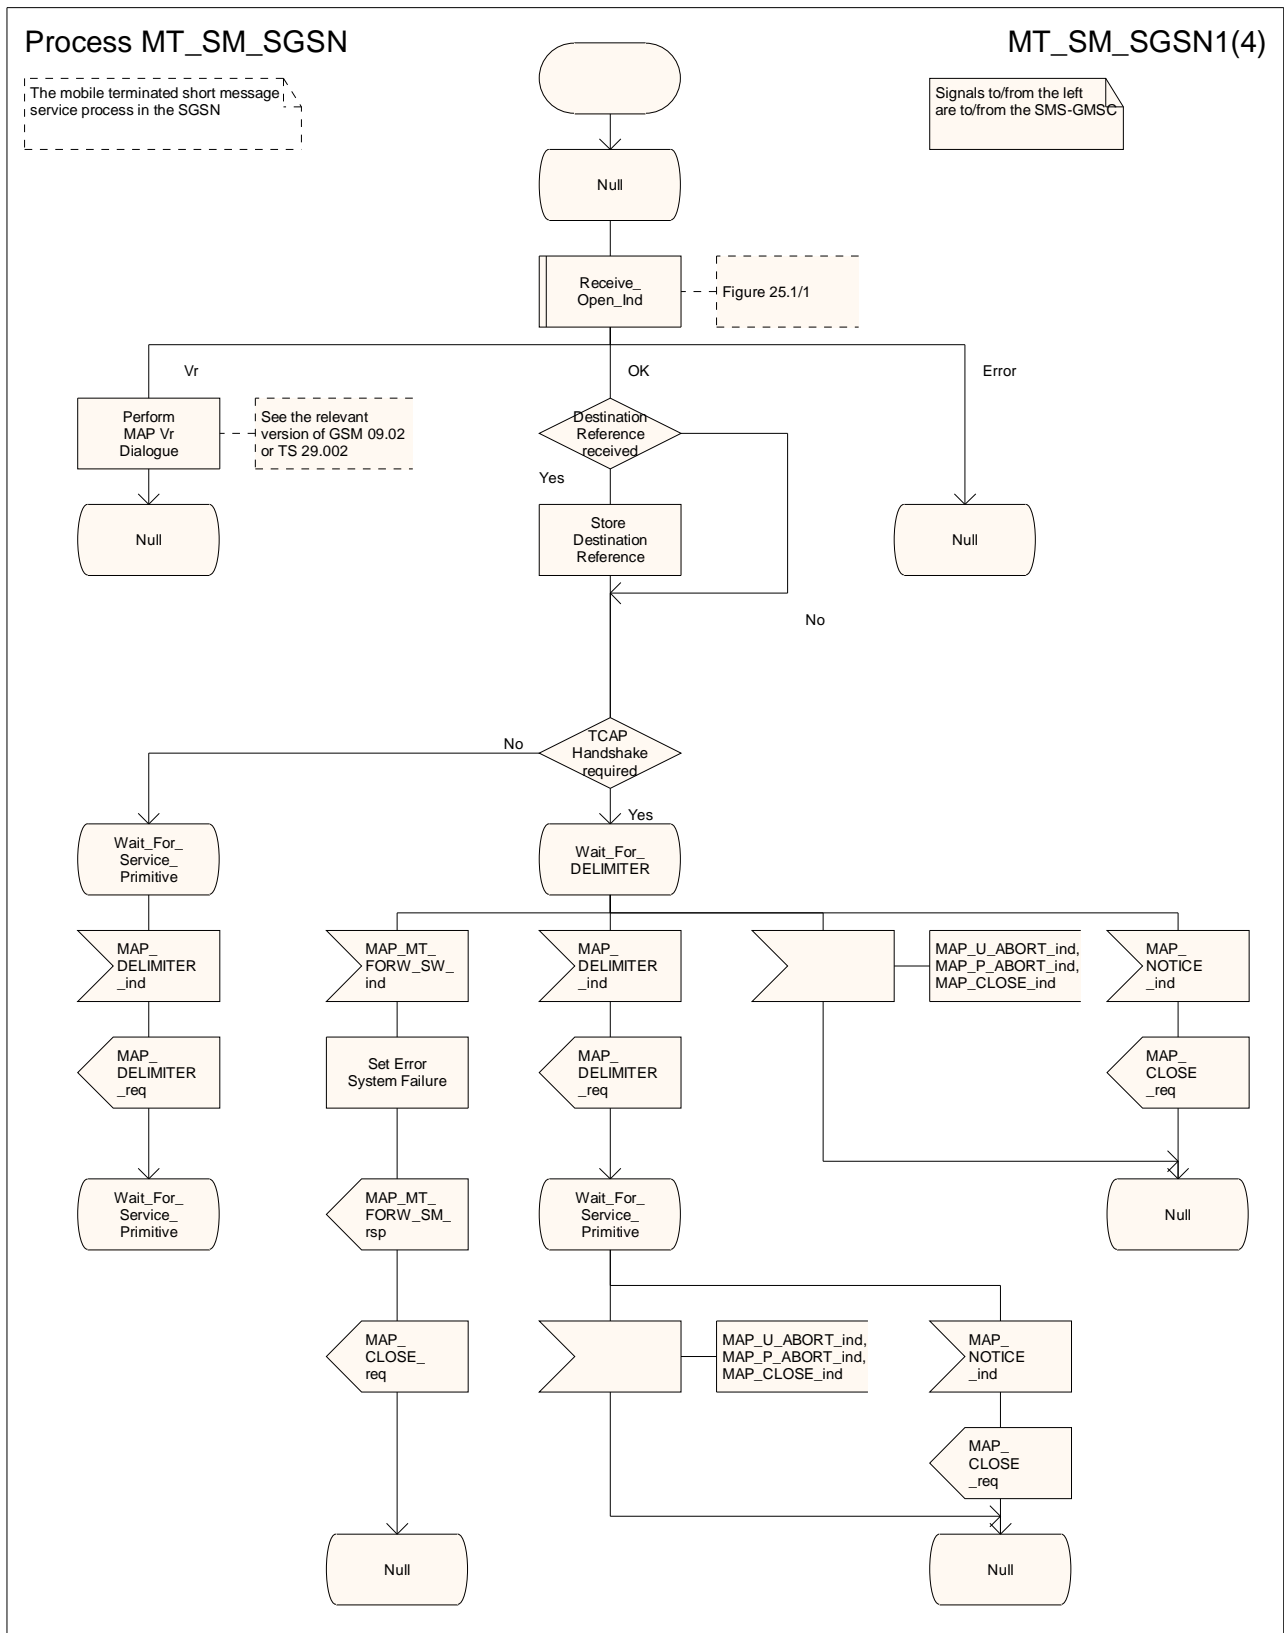 Process MT_SM_SGSN
MT_SM_SGSN1(4)
The mobile terminated short message
service process in the SGSN
Signals to/from the left
are to/from the SMS-GMSC
Null
Receive_
Open_Ind
Figure 25.1/1
Vr
OK
Error
Perform
MAP Vr
Dialogue
See the relevant
version of GSM 09.02
or TS 29.002
Destination
Reference
received
Yes
Null
Store
Destination
Reference
Null
No
TCAP
Handshake
required
No
Yes
Wait_For_
Service_
Primitive
Wait_For_
DELIMITER
MAP_
DELIMITER
_ind
MAP_MT_
FORW_SW_
ind
MAP_
DELIMITER
_ind
MAP_U_ABORT_ind,
MAP_P_ABORT_ind,
MAP_CLOSE_ind
MAP_
NOTICE
_ind
MAP_
DELIMITER
_req
Set Error
System Failure
MAP_
DELIMITER
_req
MAP_
CLOSE
_req
Wait_For_
Service_
Primitive
MAP_MT_
FORW_SM_
rsp
Wait_For_
Service_
Primitive
Null
MAP_
CLOSE_
req
MAP_U_ABORT_ind,
MAP_P_ABORT_ind,
MAP_CLOSE_ind
MAP_
NOTICE
_ind
MAP_
CLOSE
_req
Null
Null